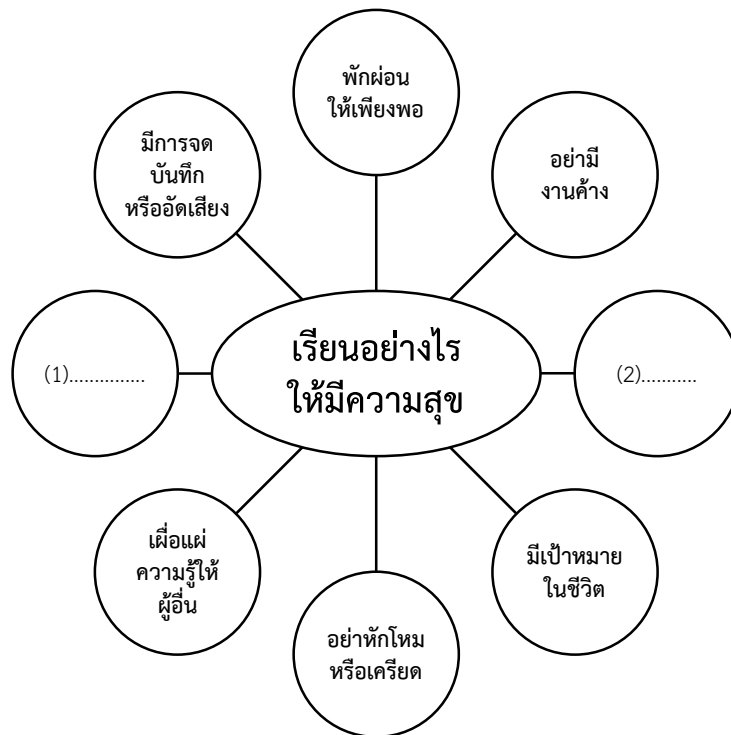 พักผ่อน
ให้เพียงพอ
มีการจด
บันทึก
หรืออัดเสียง
อย่ามี
งานค้าง
(1)...............
เรียนอย่างไร
ให้มีความสุข
(2)...........
เผื่อแผ่
ความรู้ให้
ผู้อื่น
มีเป้าหมาย
ในชีวิต
อย่าหักโหม
หรือเครียด